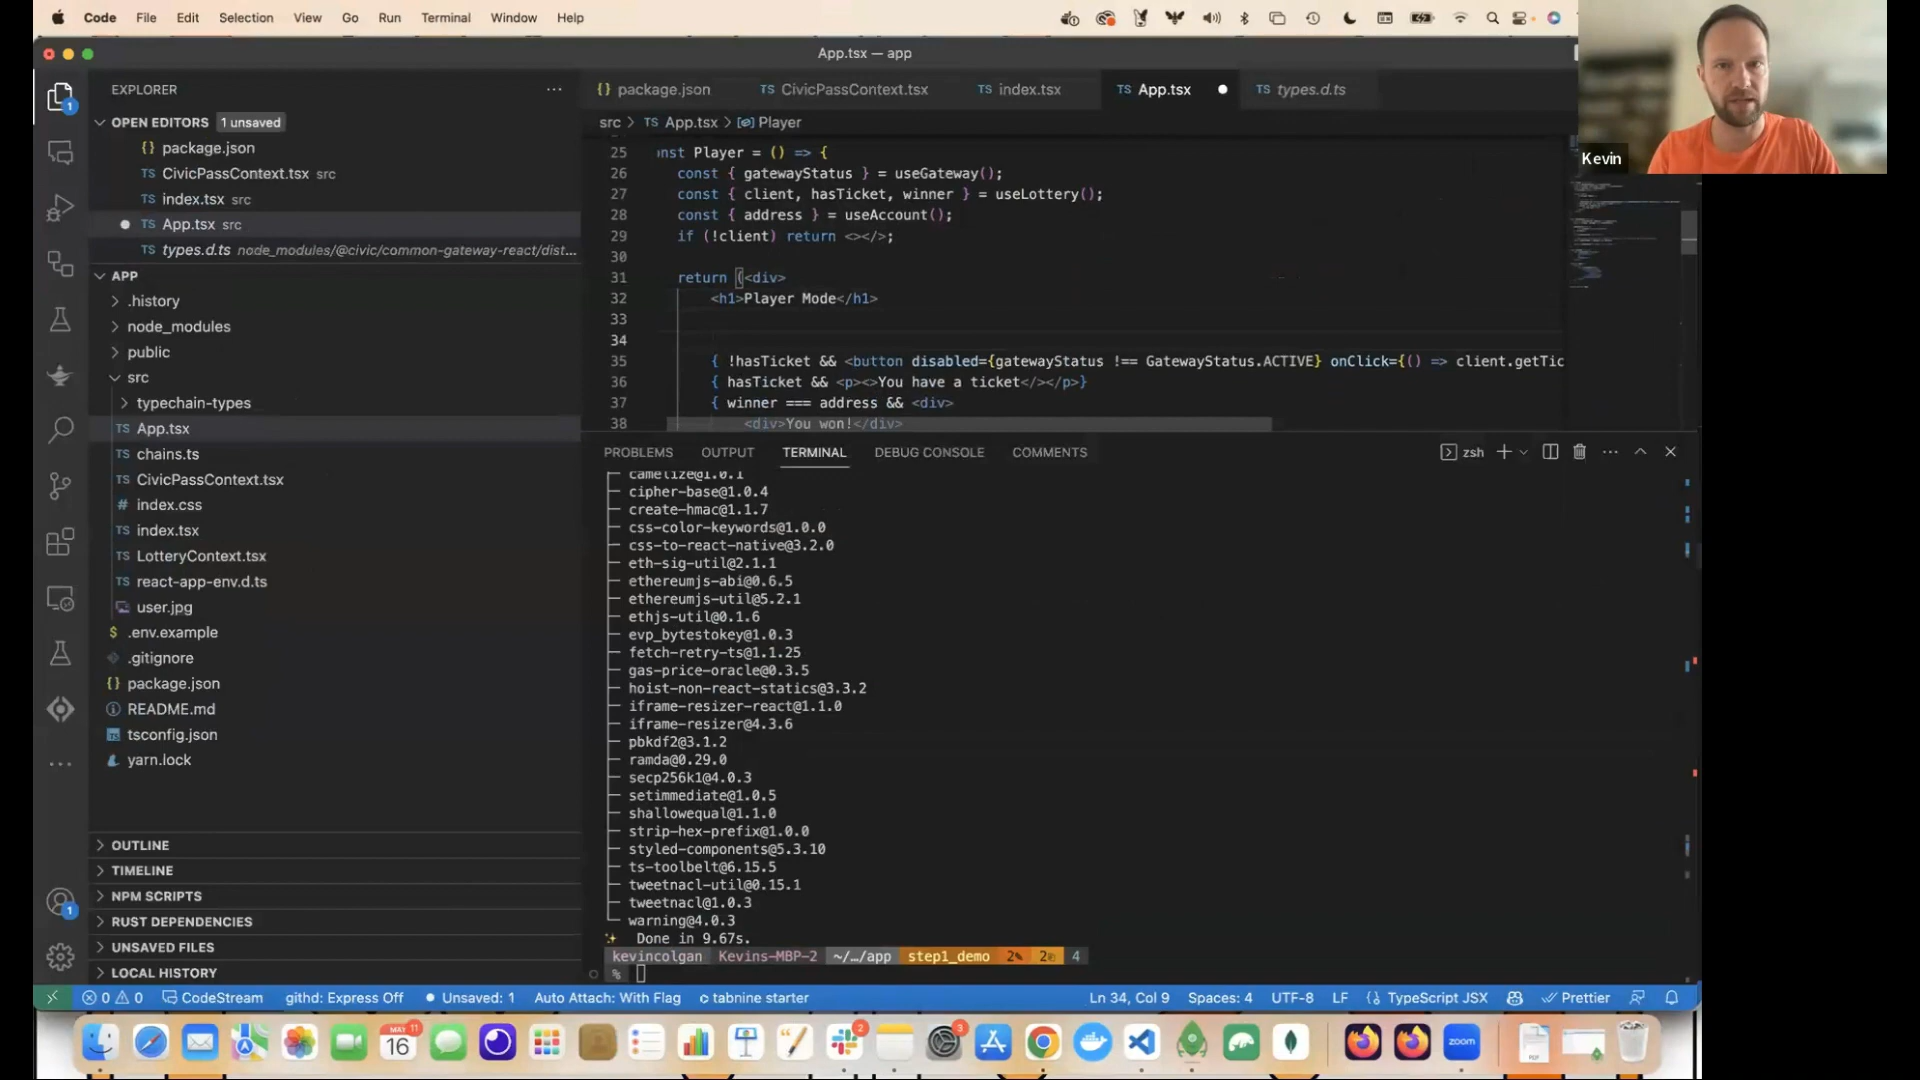 Code File Edit Selection View Go Run Terminal Window Help
App.tsx — app
Kevin
EXPLORER
OPEN EDITORS 1 unsaved
package.json
TS CivicPassContext.tsx src
TS index.tsx src
TS App.tsx src
TS types.d.ts node_modules/@civic/common-gateway-react/dist...
APP
.history
node_modules
public
src
typechain-types
TS App.tsx
TS chains.ts
TS CivicPassContext.tsx
# index.css
TS index.tsx
TS LotteryContext.tsx
TS react-app-env.d.ts
user.jpg
$ .env.example
.gitignore
{} package.json
README.md
tsconfig.json
yarn.lock
OUTLINE
TIMELINE
NPM SCRIPTS
RUST DEPENDENCIES
UNSAVED FILES
LOCAL HISTORY
{} package.json TS CivicPassContext.tsx TS index.tsx TS App.tsx TS types.d.ts
src > TS App.tsx > Player
25 nst Player = () => {
26 const { gatewayStatus } = useGateway();
27 const { client, hasTicket, winner } = useLottery();
28 const { address } = useAccount();
29 if (!client) return <></>;
30
31 return (<div>
32 <h1>Player Mode</h1>
33
34
35 { !hasTicket && <button disabled={gatewayStatus !== GatewayStatus.ACTIVE} onClick={() => client.getTic
36 { hasTicket && <p><>You have a ticket</></p>}
37 { winner === address && <div>
38 <div>You won!</div>
PROBLEMS OUTPUT TERMINAL DEBUG CONSOLE COMMENTS
zsh
camelize@1.0.1
cipher-base@1.0.4
create-hmac@1.1.7
css-color-keywords@1.0.0
css-to-react-native@3.2.0
eth-sig-util@2.1.1
ethereumjs-abi@0.6.5
ethereumjs-util@5.2.1
ethjs-util@0.1.6
evp_bytestokey@1.0.3
fetch-retry-ts@1.1.25
gas-price-oracle@0.3.5
hoist-non-react-statics@3.3.2
iframe-resizer-react@1.1.0
iframe-resizer@4.3.6
pbkdf2@3.1.2
ramda@0.29.0
secp256k1@4.0.3
setimmediate@1.0.5
shallowequal@1.1.0
strip-hex-prefix@1.0.0
styled-components@5.3.10
ts-toolbelt@6.15.5
tweetnacl-util@0.15.1
tweetnacl@1.0.3
warning@4.0.3
Done in 9.67s.
kevincolgan Kevins-MBP-2 ~/…/app step1_demo 2 2 4
%
0 0 CodeStream githd: Express Off Unsaved: 1 Auto Attach: With Flag tabnine starter Ln 34, Col 9 Spaces: 4 UTF-8 LF {} TypeScript JSX Prettier
MAY 16
zoom